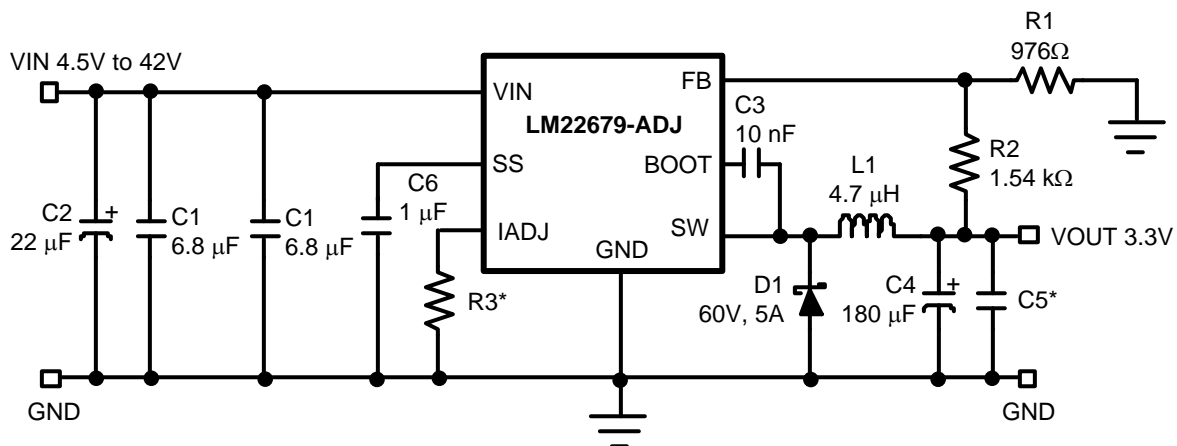 VIN 4.5V to 42V
R1
976Ω
VIN
FB
C3
10 nF
LM22679-ADJ
SS
BOOT
R2
1.54 kΩ
L1
4.7 μH
C6
1 μF
C2
+
22 μF
C1
6.8 μF
C1
6.8 μF
IADJ
SW
GND
VOUT 3.3V
R3*
D1
60V, 5A
C4
+
180 μF
C5*
GND
GND